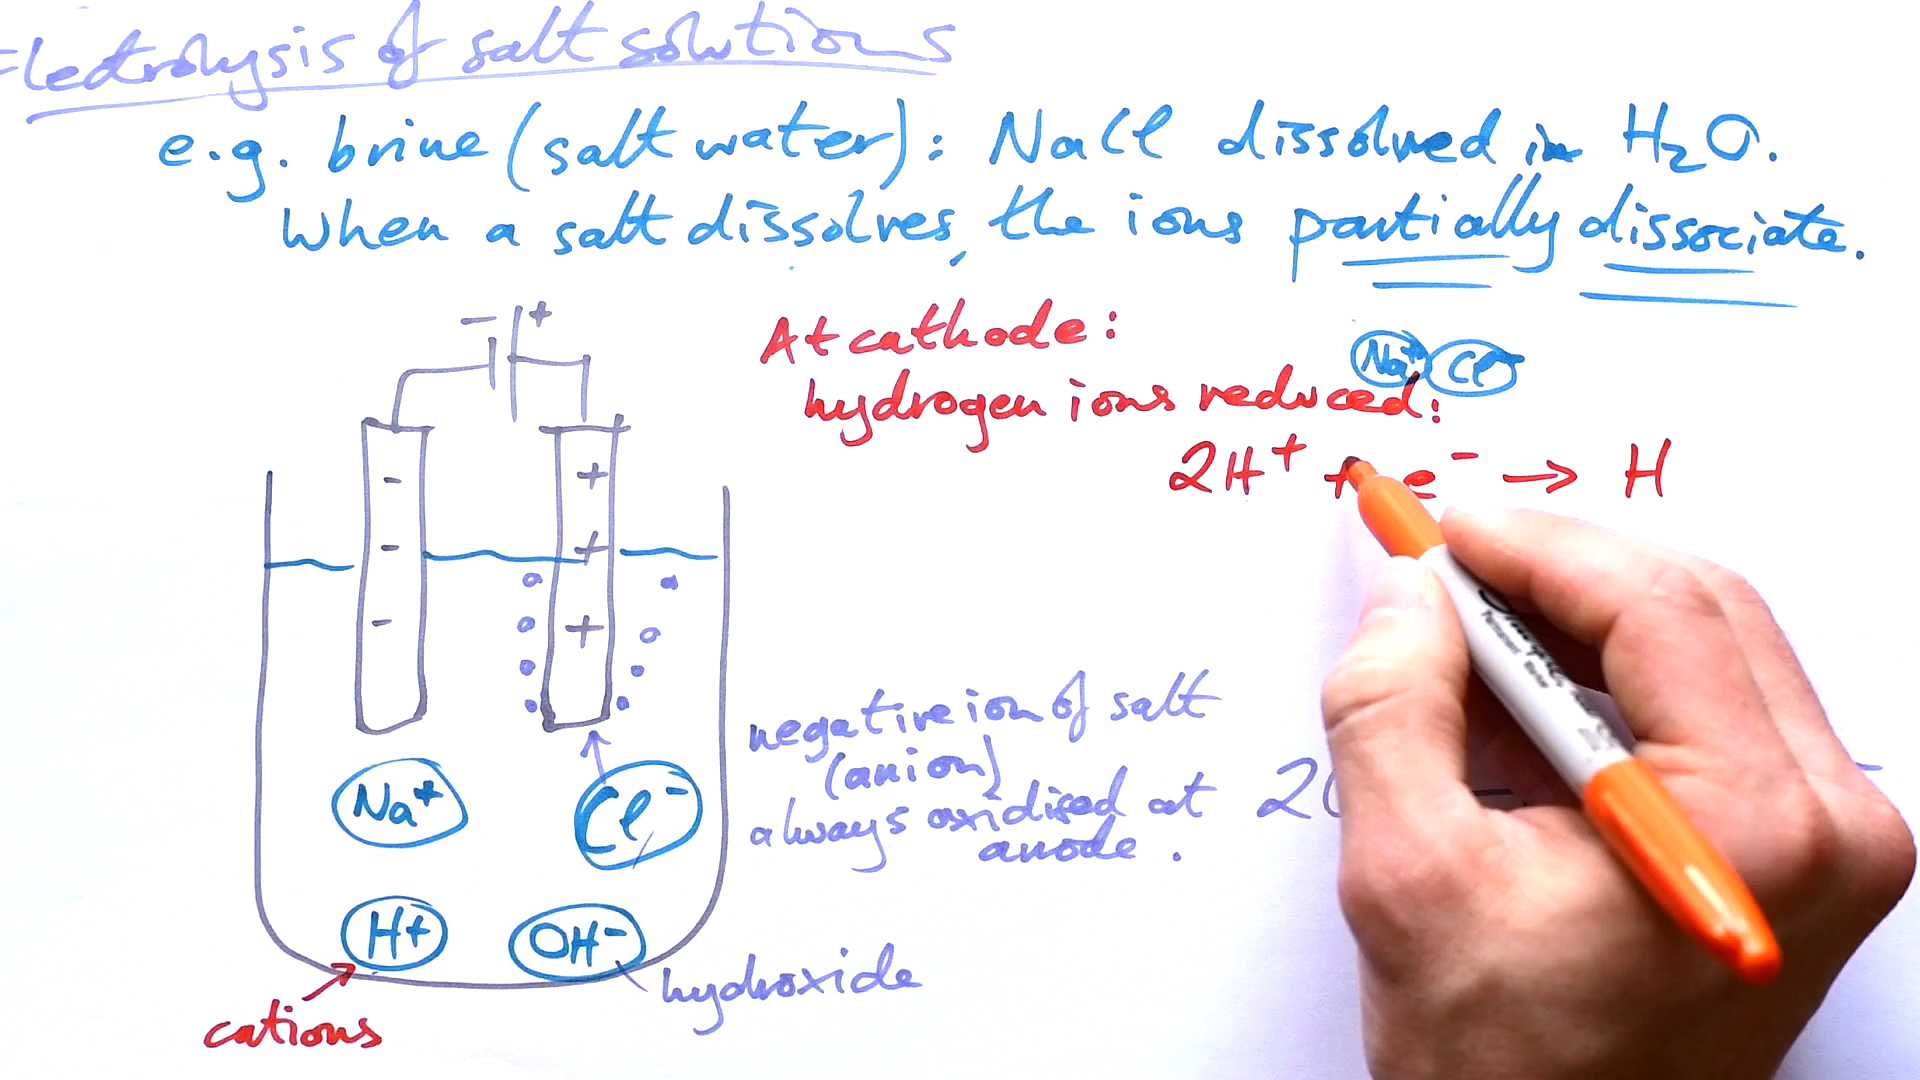 Electrolysis of salt solutions
e.g. brine (salt water): NaCl dissolved in H₂O.
When a salt dissolves, the ions partially dissociate.
− +
At cathode:
Na⁺ Cl⁻
hydrogen ions reduced:
2H⁺ + e⁻ → H
- +
- +
- +
negative ion of salt
(anion)
always oxidised at 2
anode.
Na⁺ Cl⁻
H+ OH⁻
hydroxide
cations